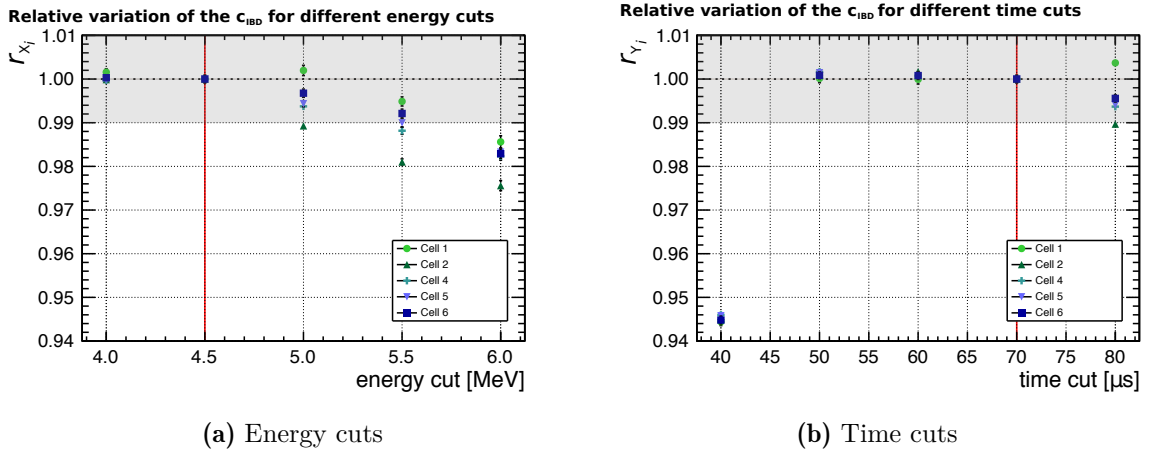 Relative variation of the c_IBD for different energy cuts
r_Xi
1.01
1.00
0.99
0.98
0.97
0.96
0.95
0.94
Cell 1
Cell 2
Cell 4
Cell 5
Cell 6
4.0 4.5 5.0 5.5 6.0
energy cut [MeV]
(a) Energy cuts
Relative variation of the c_IBD for different time cuts
r_Yi
1.01
1.00
0.99
0.98
0.97
0.96
0.95
0.94
Cell 1
Cell 2
Cell 4
Cell 5
Cell 6
40 45 50 55 60 65 70 75 80
time cut [μs]
(b) Time cuts